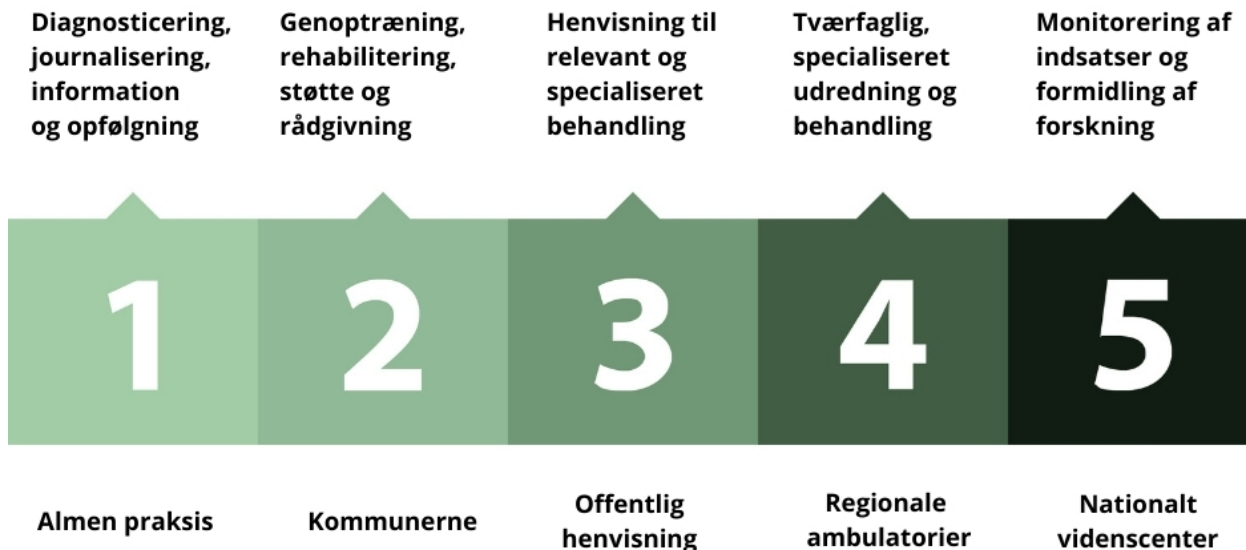 Diagnosticering,
journalisering,
information
og opfølgning
Genoptræning,
rehabilitering,
støtte og
rådgivning
Henvisning til
relevant og
specialiseret
behandling
Tværfaglig,
specialiseret
udredning og
behandling
Monitorering af
indsatser og
formidling af
forskning
1
2
3
4
5
Almen praksis
Kommunerne
Offentlig
henvisning
Regionale
ambulatorier
Nationalt
videnscenter